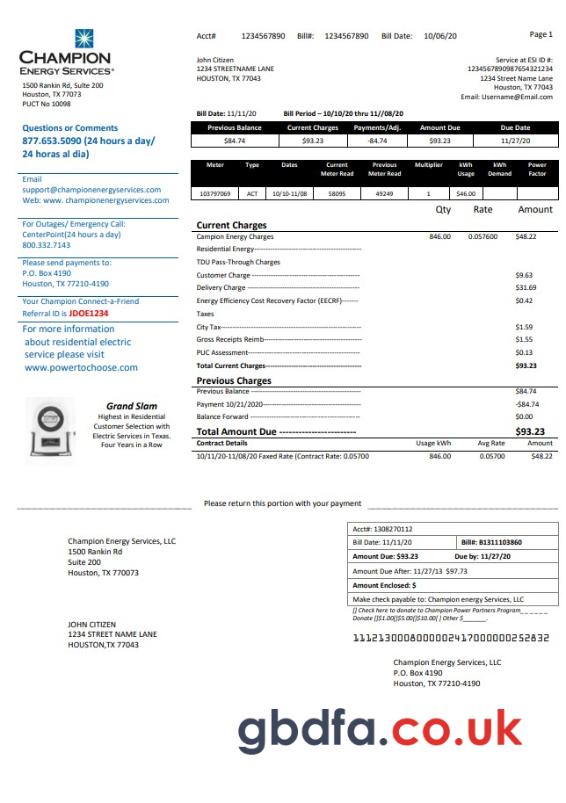 Acct# 1234567890 Bill#: 1234567890 Bill Date: 10/06/20 Page 1
CHAMPION
ENERGY SERVICES
1500 Rankin Rd, Suite 200
Houston, TX 77073
PUCT No 10098
John Citizen
1234 STREETNAME LANE
HOUSTON, TX 77043
Service at ESI ID #:
1234567890987654321234
1234 Street Name Lane
Houston, TX 77043
Email: Username@Email.com
Questions or Comments
877.653.5090 (24 hours a day/
24 horas al dia)
Email
support@championenergyservices.com
Web: www. championenergyservices.com
For Outages/ Emergency Call:
CenterPoint(24 hours a day)
800.332.7143
Please send payments to:
P.O. Box 4190
Houston, TX 77210-4190
Your Champion Connect-a-Friend
Referral ID is JDOE1234
For more information
about residential electric
service please visit
www.powertochoose.com
Grand Slam
Highest in Residential
Customer Selection with
Electric Services in Texas.
Four Years in a Row
Bill Date: 11/11/20 Bill Period – 10/10/20 thru 11//08/20
Previous Balance Current Charges Payments/Adj. Amount Due Due Date
$84.74 $93.23 -84.74 $93.23 11/27/20
Meter Type Dates Current Meter Read Previous Meter Read Multiplier kWh Usage kWh Demand Power Factor
103797069 ACT 10/10-11/08 58095 49249 1 $46.00
Qty Rate Amount
Current Charges
Campion Energy Charges 846.00 0.057600 $48.22
Residential Energy
TDU Pass-Through Charges
Customer Charge $9.63
Delivery Charge $31.69
Energy Efficiency Cost Recovery Factor (EECRF) $0.42
Taxes
City Tax $1.59
Gross Receipts Reimb $1.55
PUC Assessment $0.13
Total Current Charges $93.23
Previous Charges
Previous Balance $84.74
Payment 10/21/2020 -$84.74
Balance Forward $0.00
Total Amount Due $93.23
Contract Details Usage kWh Avg Rate Amount
10/11/20-11/08/20 Faxed Rate (Contract Rate: 0.05700 846.00 0.05700 $48.22
Please return this portion with your payment
Champion Energy Services, LLC
1500 Rankin Rd
Suite 200
Houston, TX 770073
JOHN CITIZEN
1234 STREET NAME LANE
HOUSTON,TX 77043
Acct#: 1308270112
Bill Date: 11/11/20 Bill#: B1311103860
Amount Due: $93.23 Due by: 11/27/20
Amount Due After: 11/27/13 $97.73
Amount Enclosed: $
Make check payable to: Champion energy Services, LLC
[] Check here to donate to Champion Power Partners Program______
Donate []$1.00[]$5.00[]$10.00[ ] Other $______.
11121300080000024170000002528​32
Champion Energy Services, LLC
P.O. Box 4190
Houston, TX 77210-4190
gbdfa.co.uk